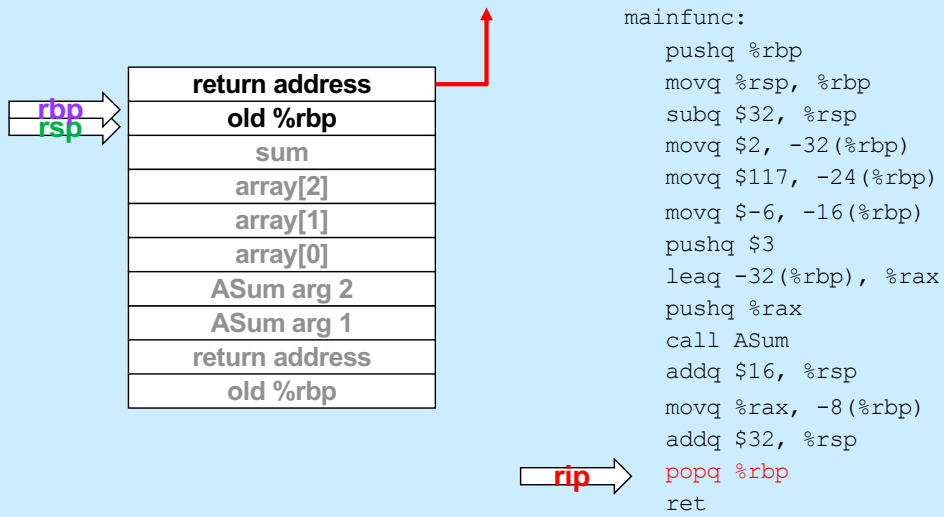 return address
old %rbp
sum
array[2]
array[1]
array[0]
ASum arg 2
ASum arg 1
return address
old %rbp
rbp
rsp
mainfunc:
pushq %rbp
movq %rsp, %rbp
subq $32, %rsp
movq $2, -32(%rbp)
movq $117, -24(%rbp)
movq $-6, -16(%rbp)
pushq $3
leaq -32(%rbp), %rax
pushq %rax
call ASum
addq $16, %rsp
movq %rax, -8(%rbp)
addq $32, %rsp
popq %rbp
ret
rip